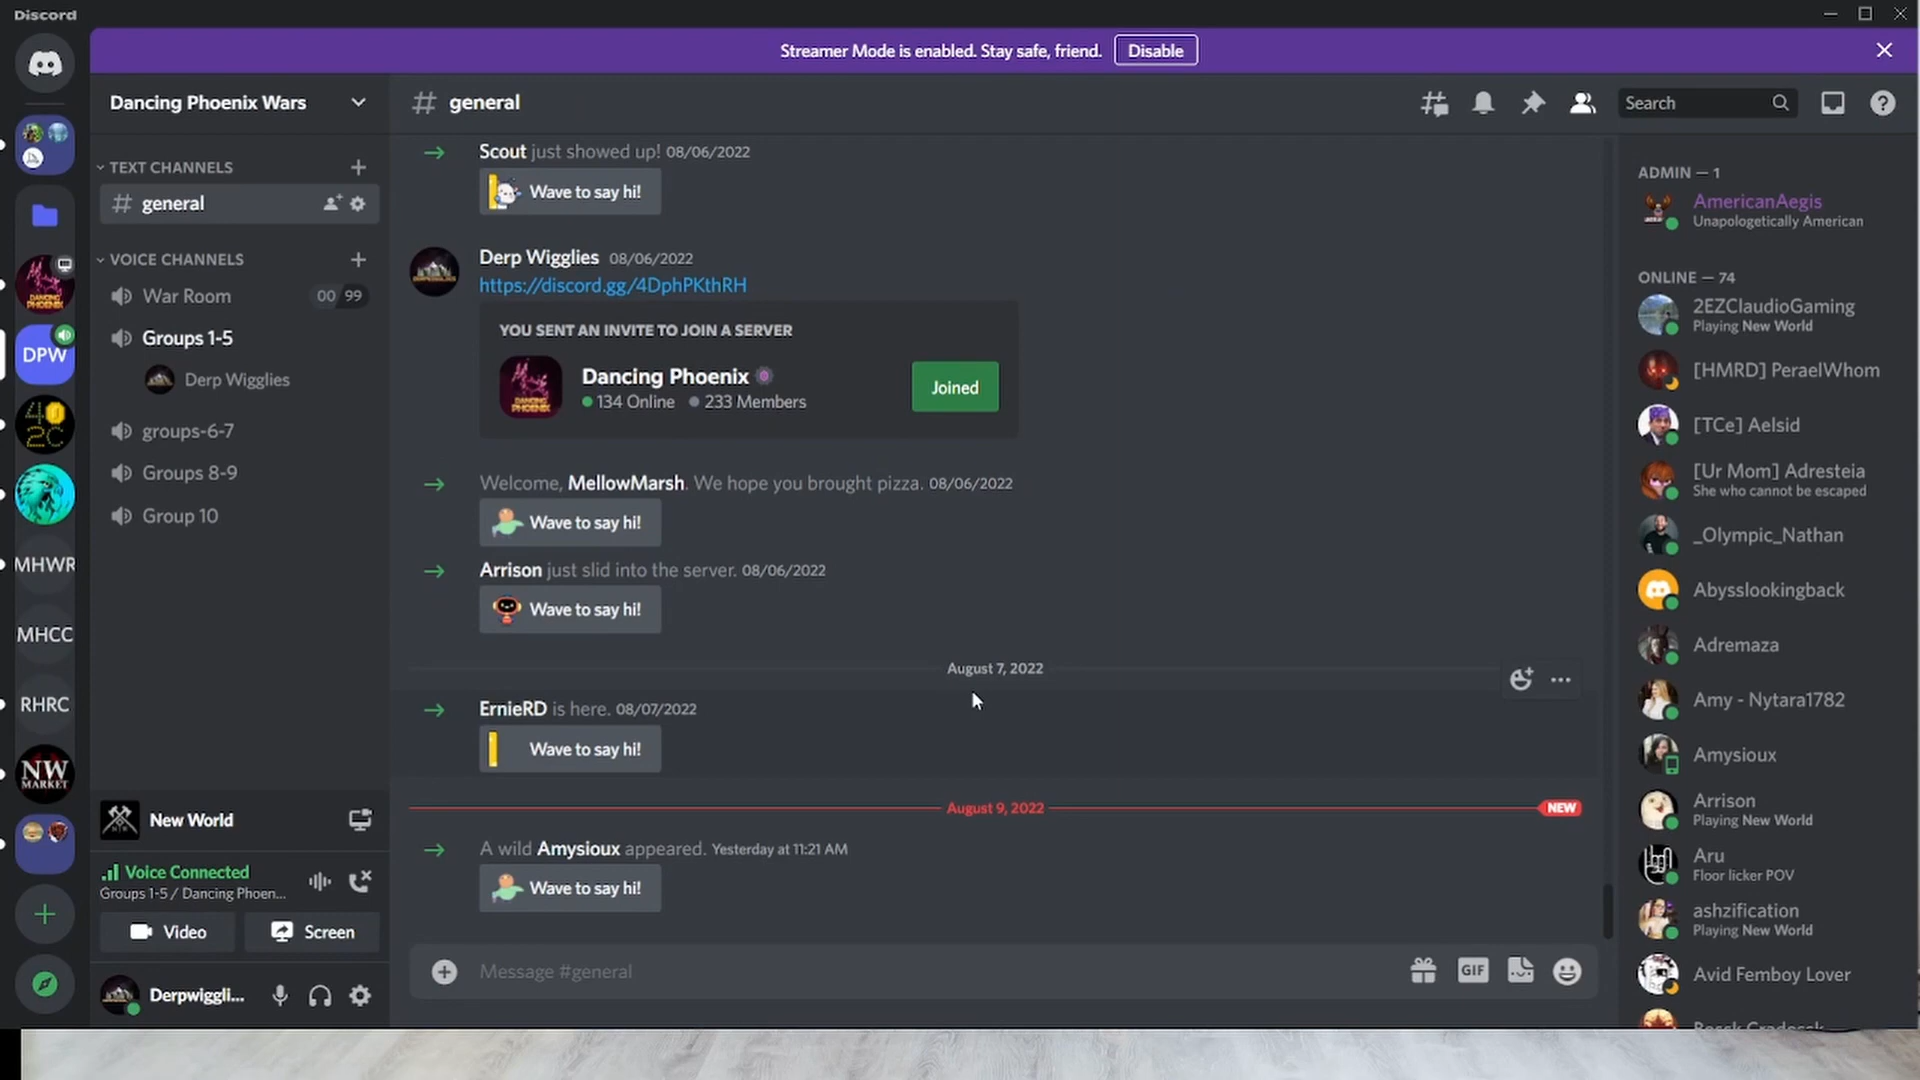 Discord
Streamer Mode is enabled. Stay safe, friend.
Disable
Dancing Phoenix Wars
general
Search
TEXT CHANNELS
general
VOICE CHANNELS
War Room
00 99
Groups 1-5
Derp Wigglies
groups-6-7
Groups 8-9
Group 10
DANCING
PHOENIX
DPW
402C
MHWR
MHCC
RHRC
NW
MARKET
New World
Voice Connected
Groups 1-5 / Dancing Phoen...
Video
Screen
Derpwiggli...
Scout just showed up! 08/06/2022
Wave to say hi!
Derp Wigglies 08/06/2022
https://discord.gg/4DphPKthRH
YOU SENT AN INVITE TO JOIN A SERVER
DANCING
PHOENIX
Dancing Phoenix
134 Online 233 Members
Joined
Welcome, MellowMarsh. We hope you brought pizza. 08/06/2022
Wave to say hi!
Arrison just slid into the server. 08/06/2022
Wave to say hi!
August 7, 2022
ErnieRD is here. 08/07/2022
Wave to say hi!
August 9, 2022
NEW
A wild Amysioux appeared. Yesterday at 11:21 AM
Wave to say hi!
Message #general
GIF
ADMIN — 1
AmericanAegis
Unapologetically American
ONLINE — 74
2EZClaudioGaming
Playing New World
[HMRD] PeraelWhom
[TCe] Aelsid
[Ur Mom] Adresteia
She who cannot be escaped
_Olympic_Nathan
Abysslookingback
Adremaza
Amy - Nytara1782
Amysioux
Arrison
Playing New World
Aru
Floor licker POV
ashzification
Playing New World
Avid Femboy Lover